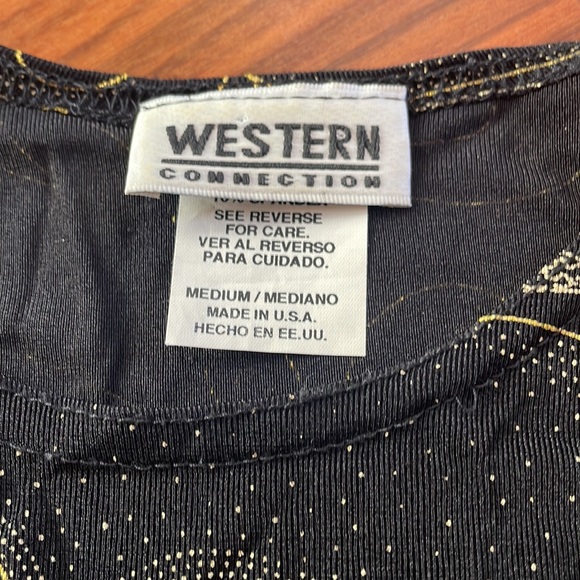 WESTERN
CONNECTION
SEE REVERSE
FOR CARE.
VER AL REVERSO
PARA CUIDADO.
MEDIUM / MEDIANO
MADE IN U.S.A.
HECHO EN EE.UU.